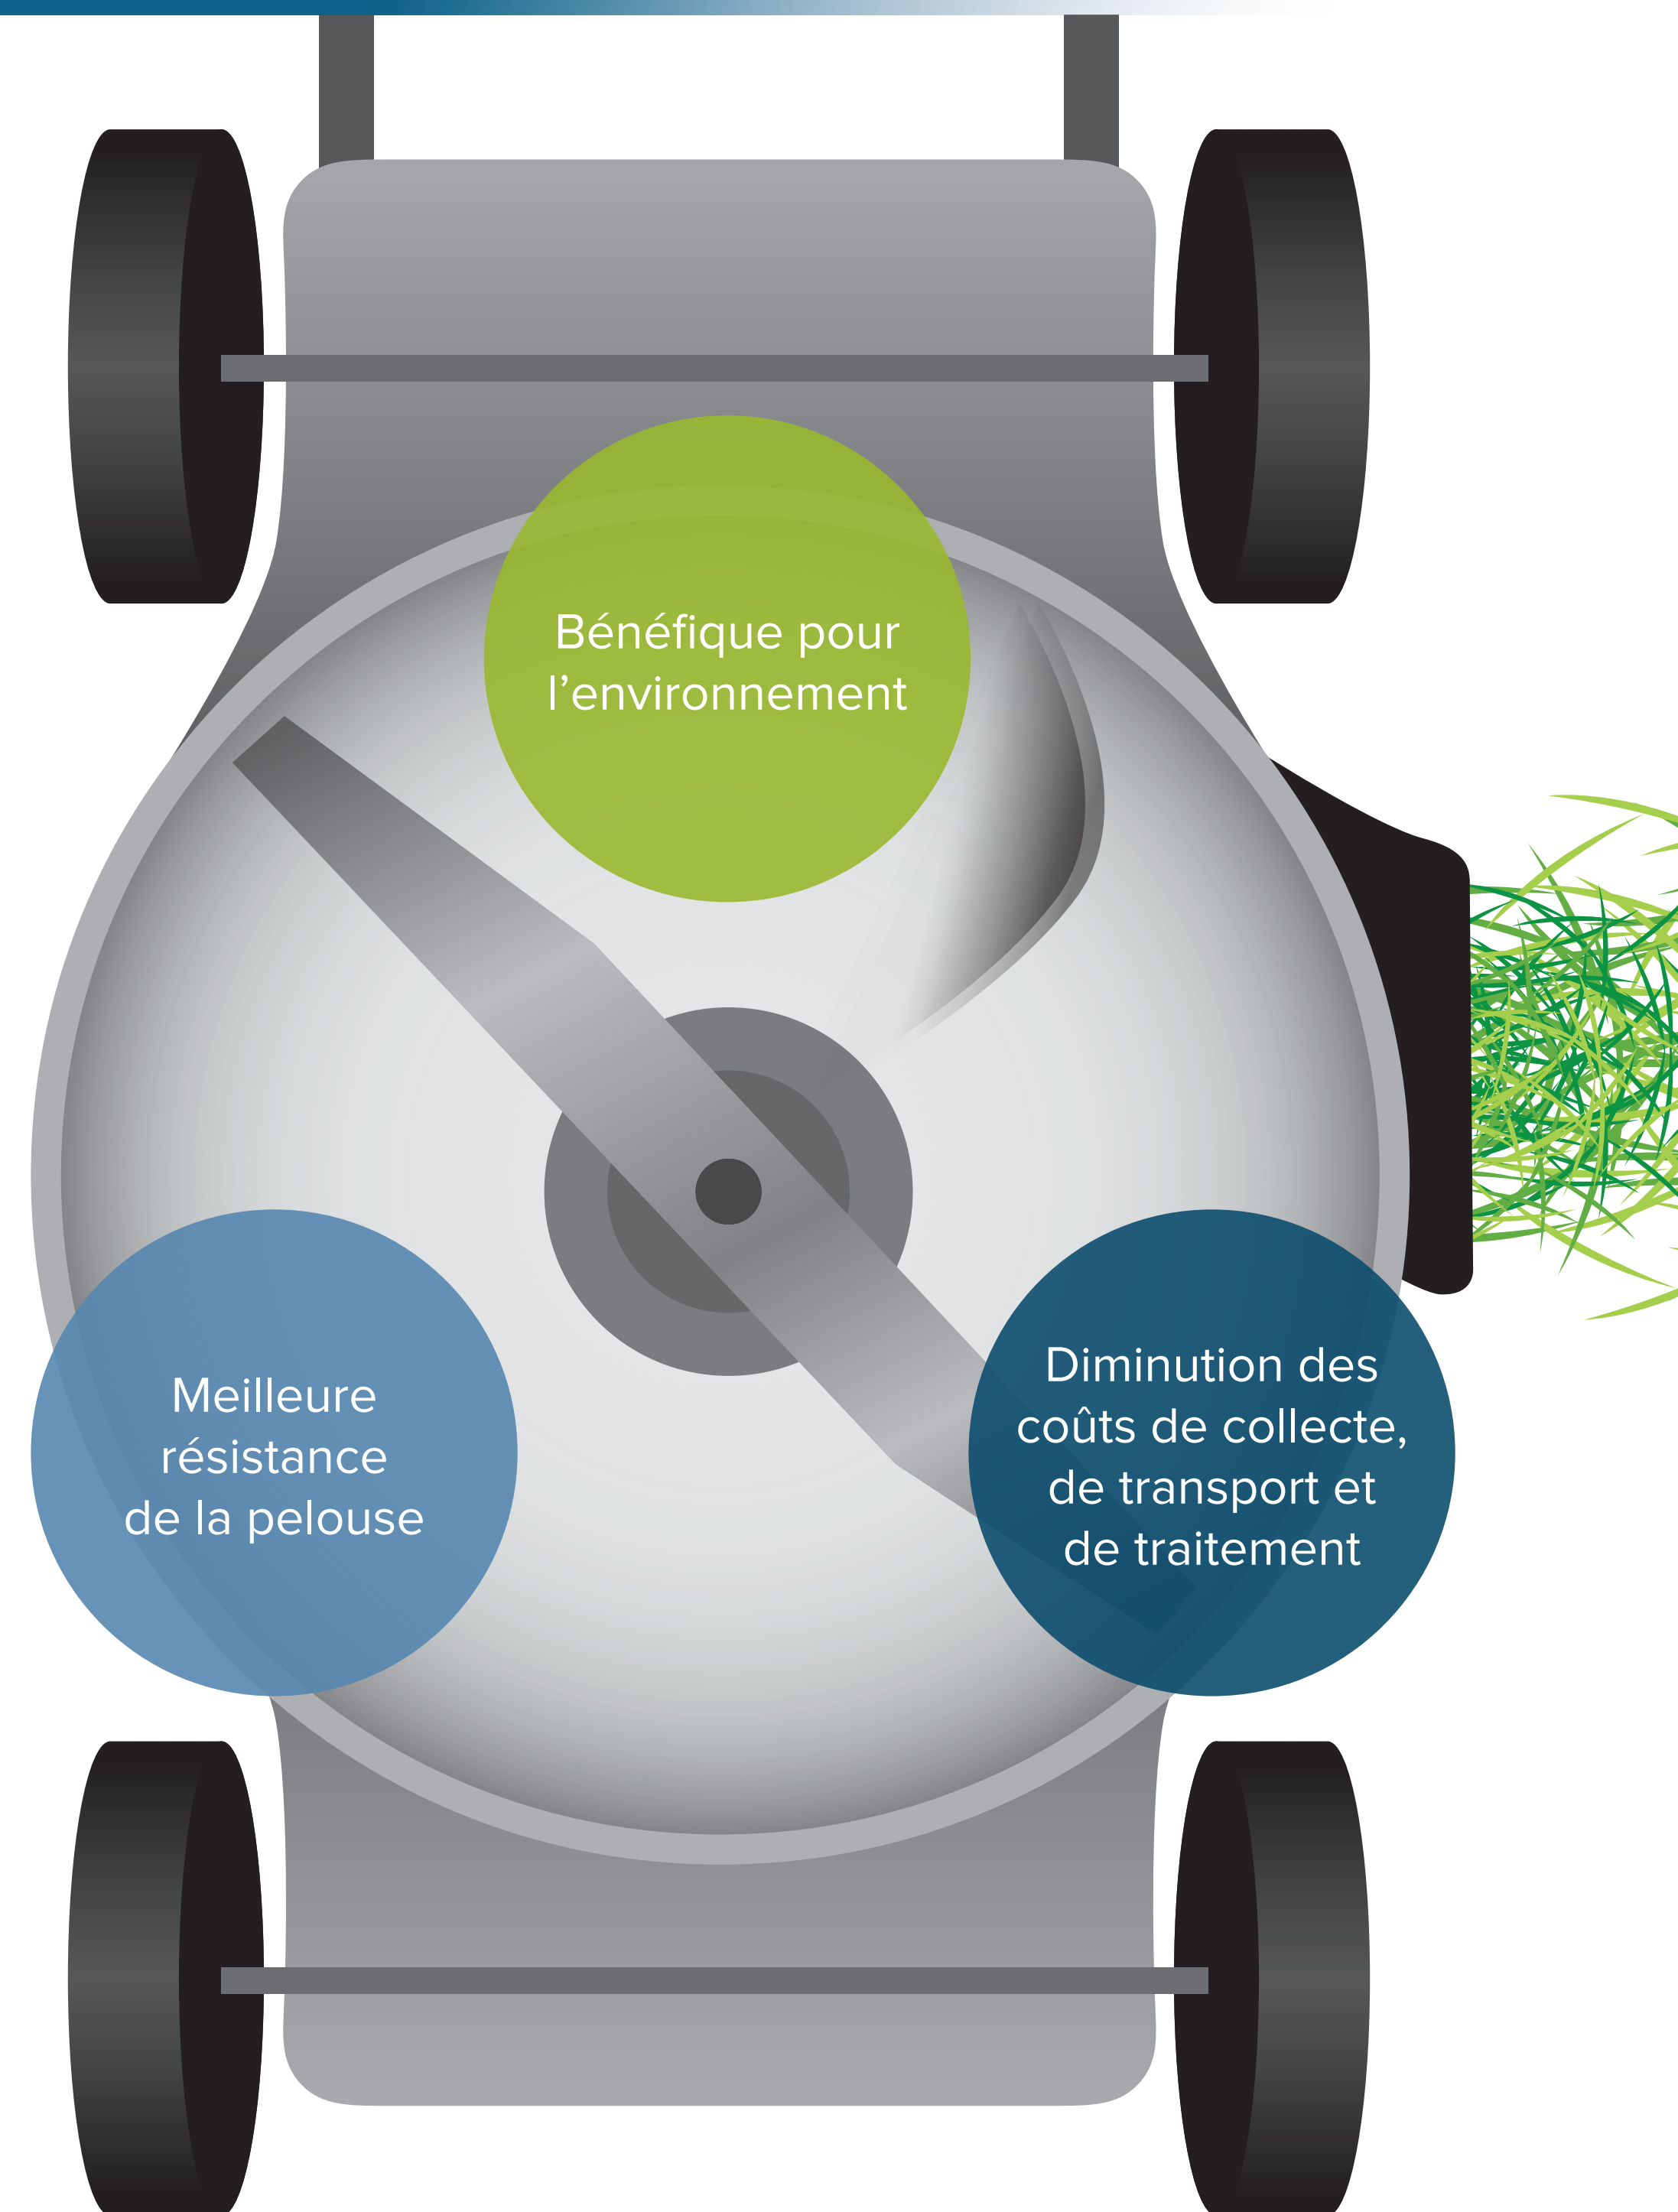 Bénéfique pour
l’environnement
Meilleure
résistance
de la pelouse
Diminution des
coûts de collecte,
de transport et
de traitement